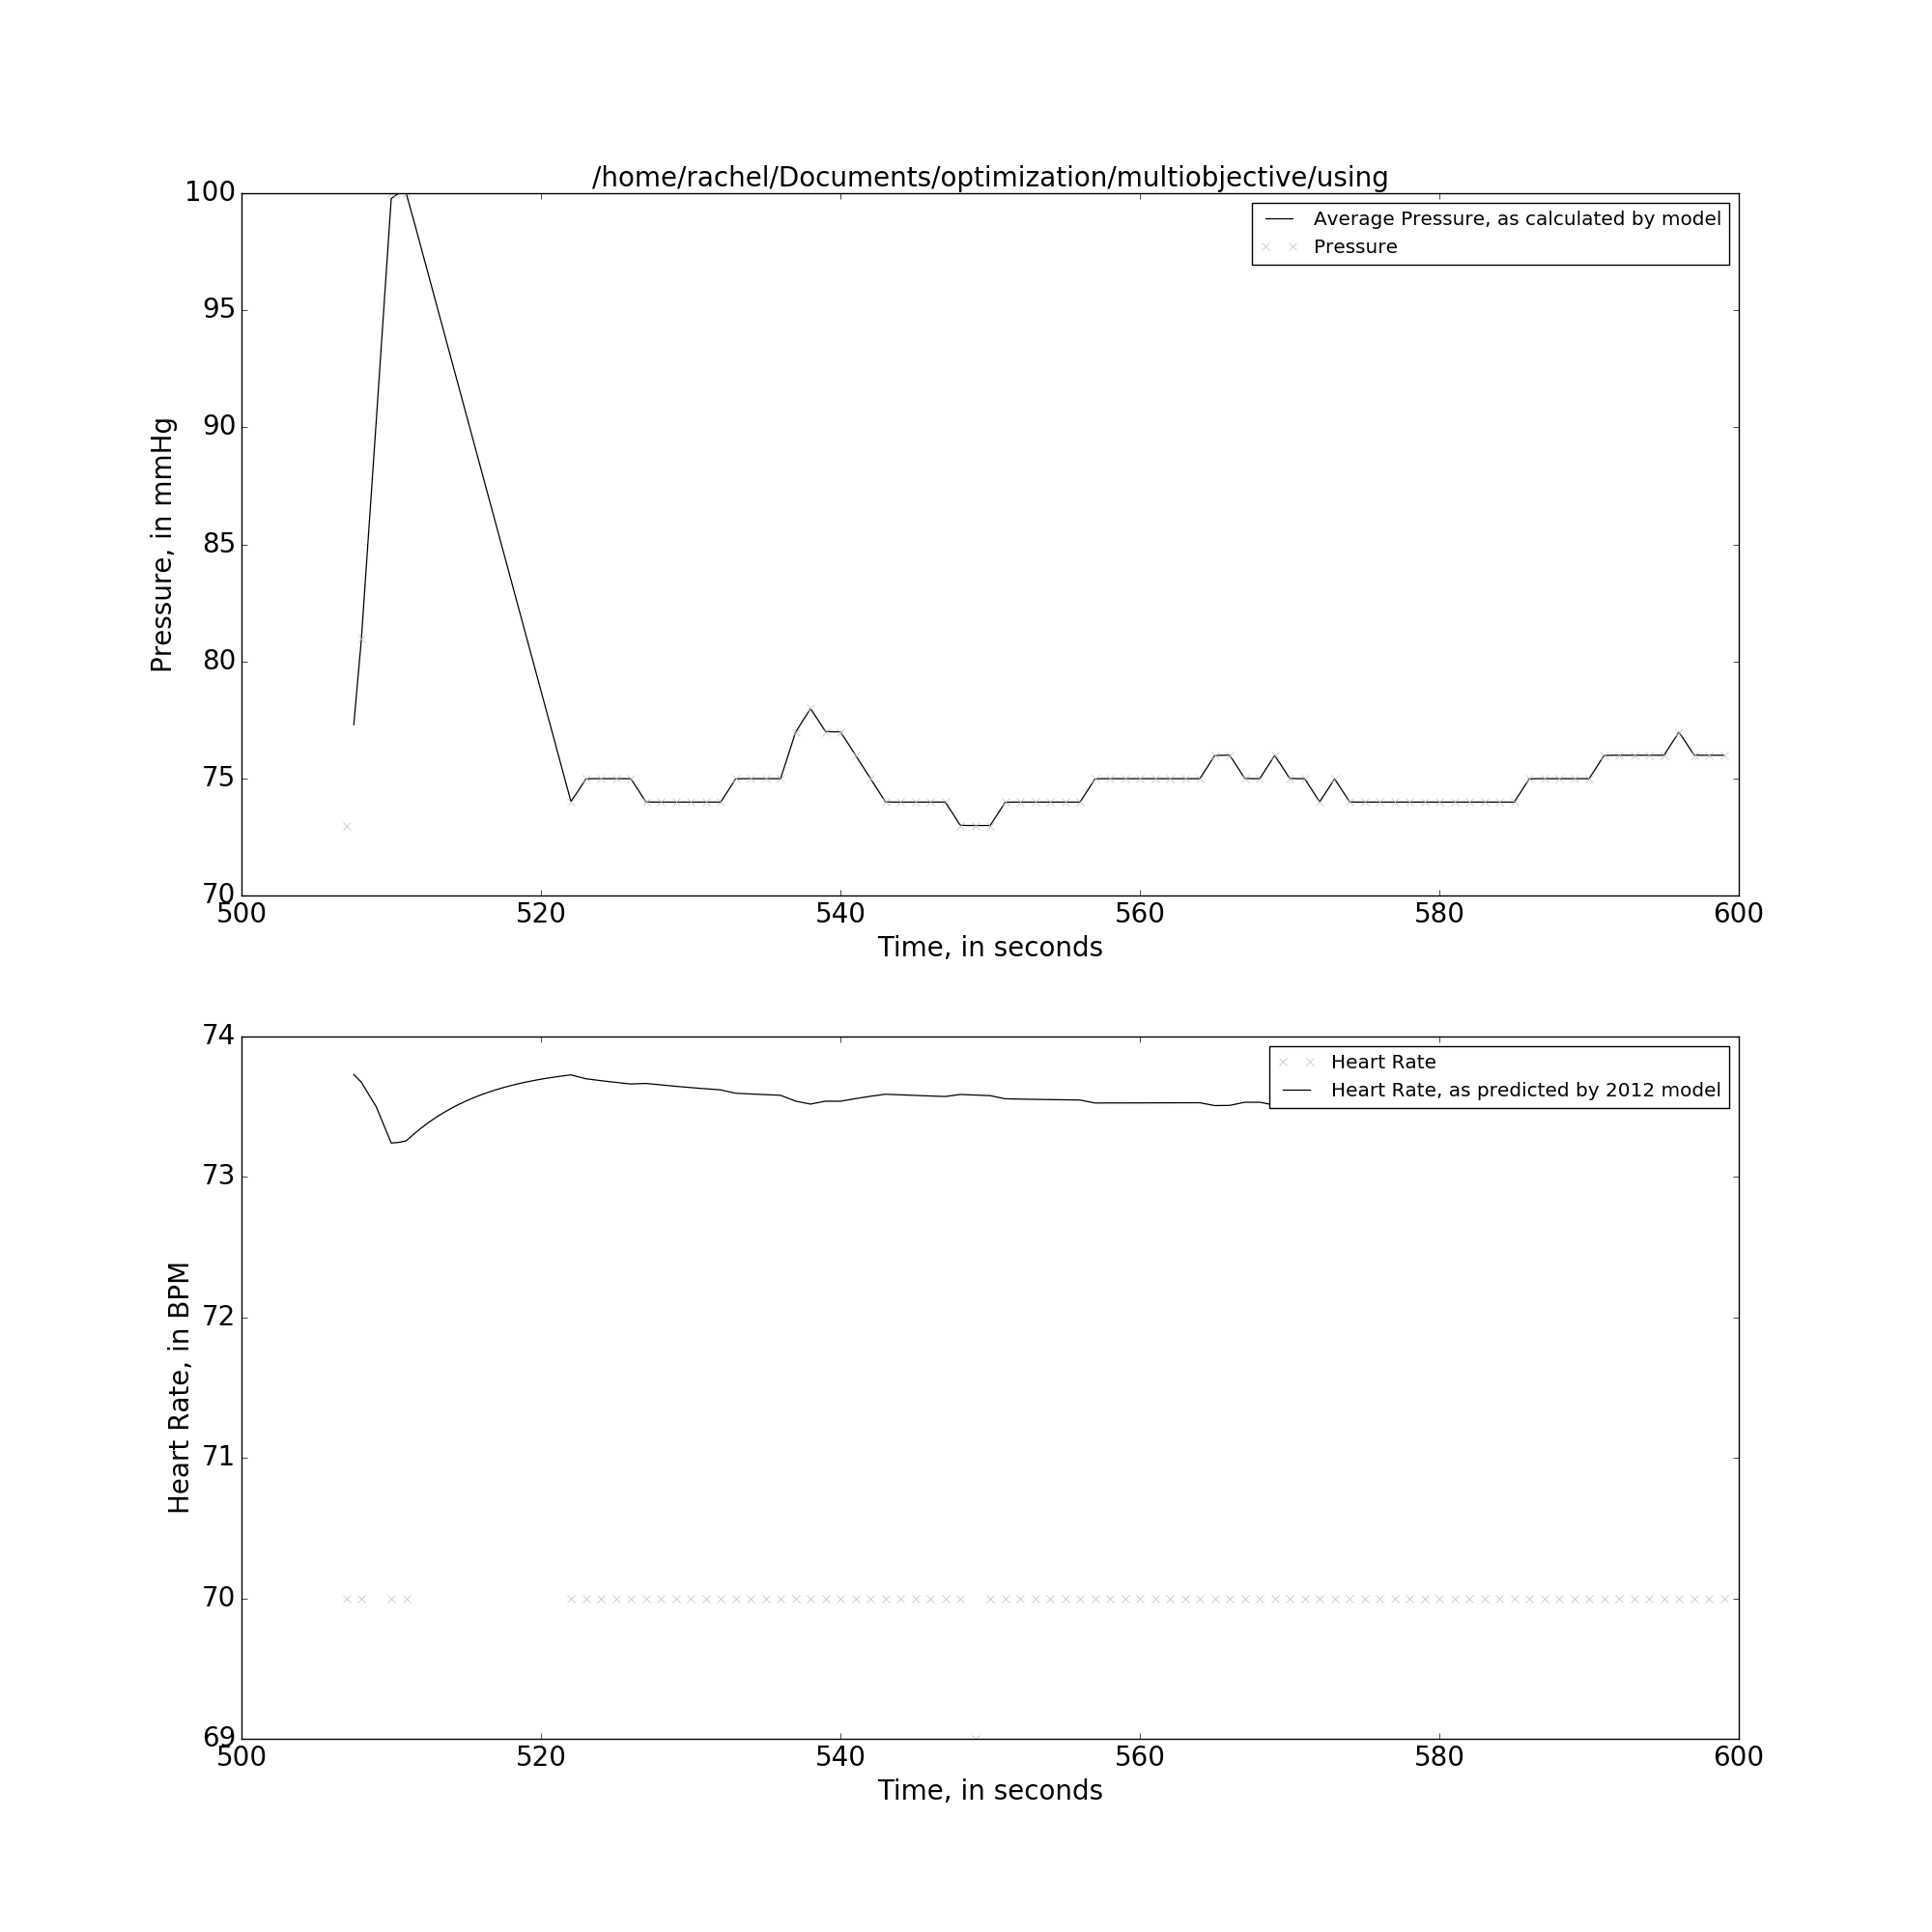 /home/rachel/Documents/optimization/multiobjective/using
100
95
90
85
80
75
70
Pressure, in mmHg
Average Pressure, as calculated by model
Pressure
500 520 540 560 580 600
Time, in seconds
74
73
72
71
70
69
Heart Rate, in BPM
Heart Rate
Heart Rate, as predicted by 2012 model
500 520 540 560 580 600
Time, in seconds